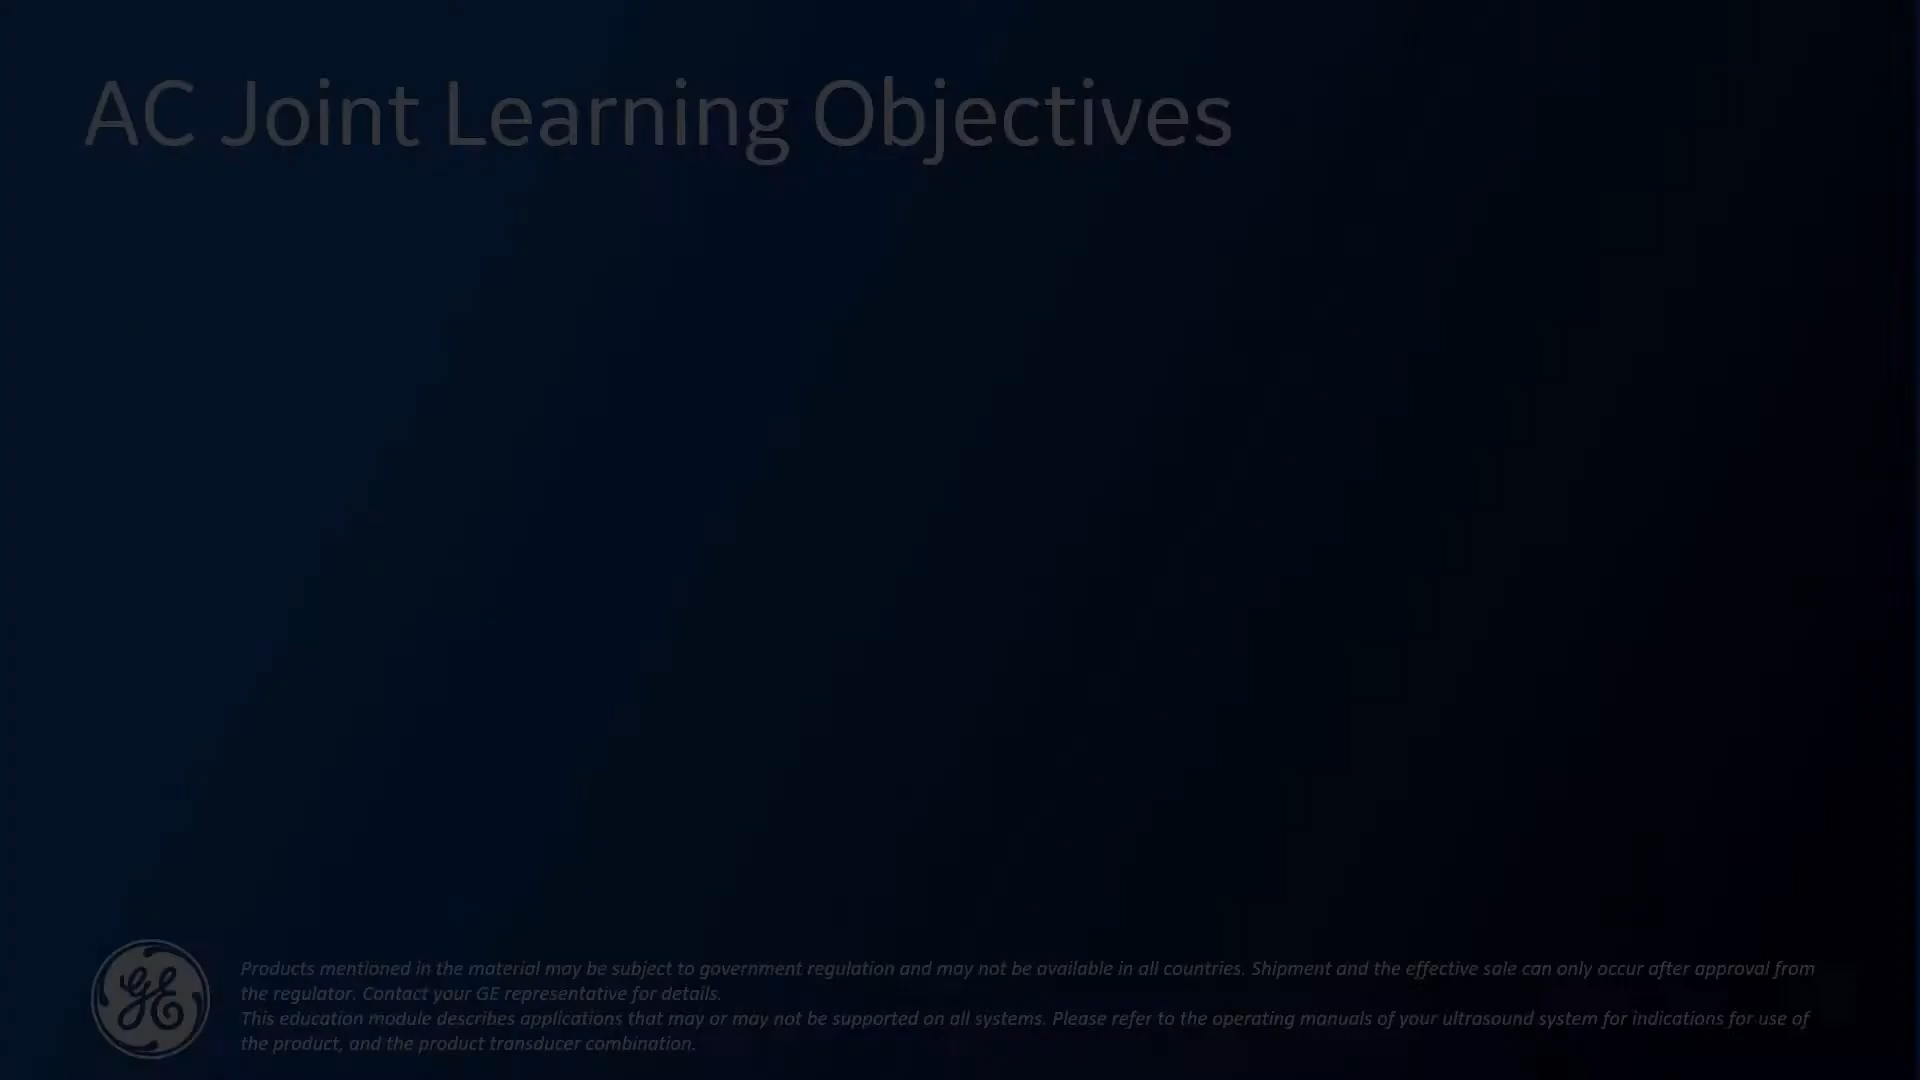 AC Joint Learning Objectives
GE
Products mentioned in the material may be subject to government regulation and may not be available in all countries. Shipment and the effective sale can only occur after approval from
the regulator. Contact your GE representative for details.
This education module describes applications that may or may not be supported on all systems. Please refer to the operating manuals of your ultrasound system for indications for use of
the product, and the product transducer combination.